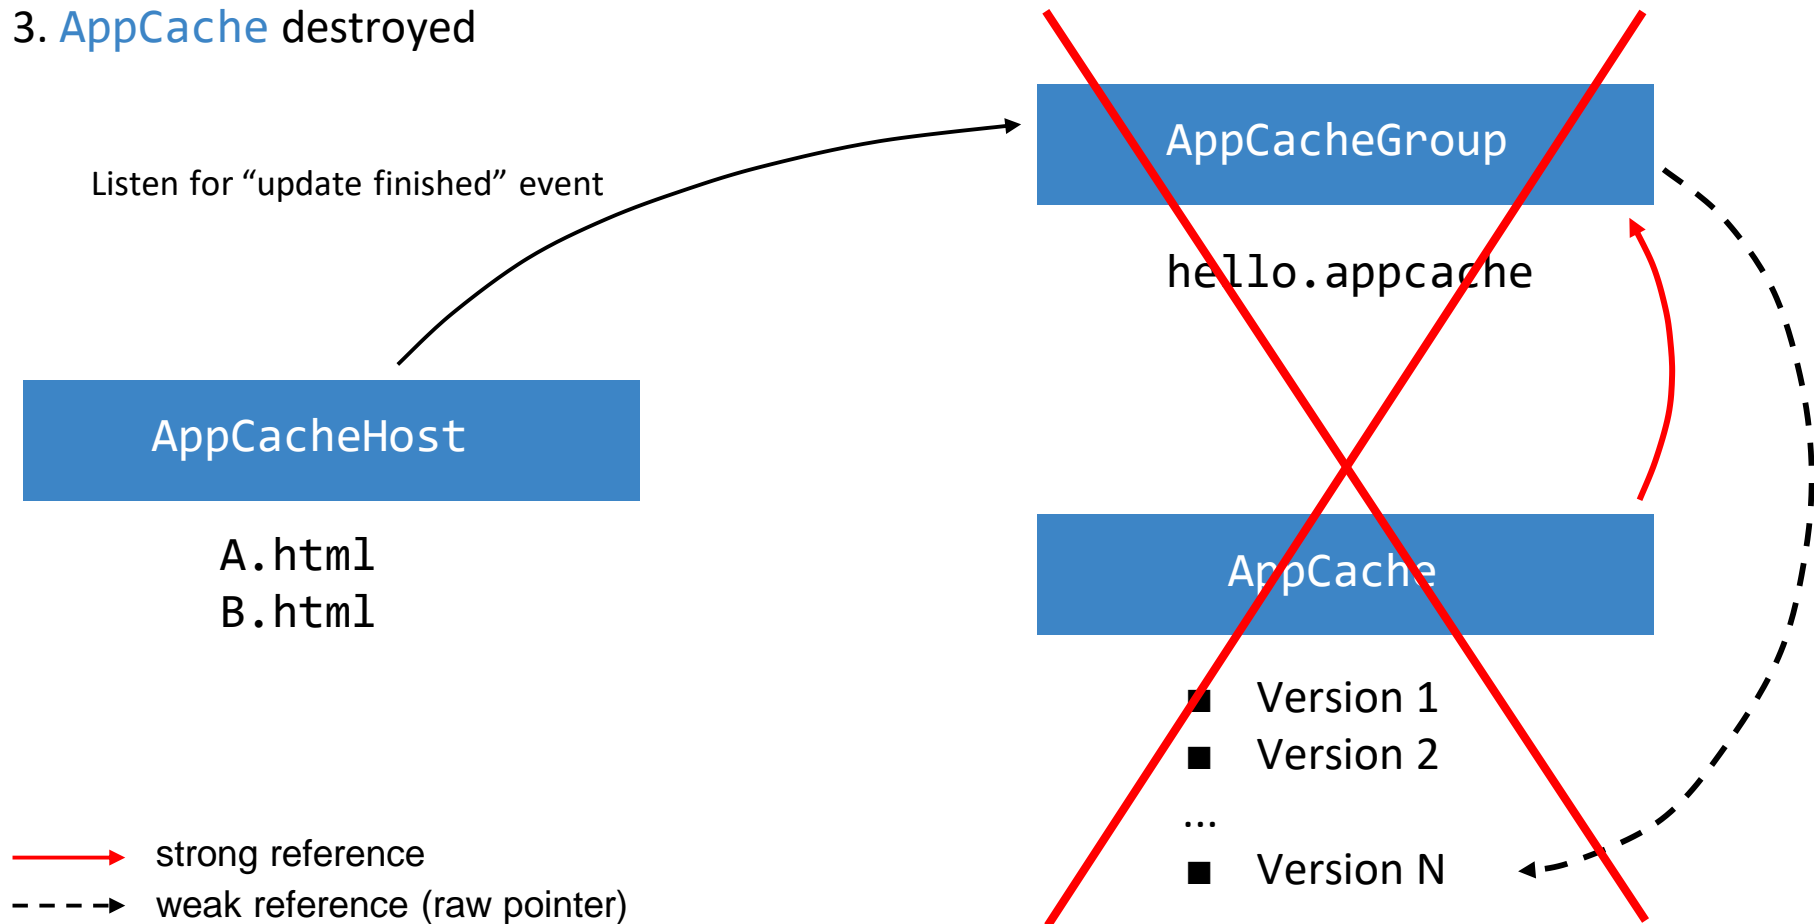 3. AppCache destroyed
Listen for “update finished” event
AppCacheGroup
hello.appcache
AppCacheHost
A.html
B.html
AppCache
■ Version 1
■ Version 2
...
■ Version N
strong reference
weak reference (raw pointer)